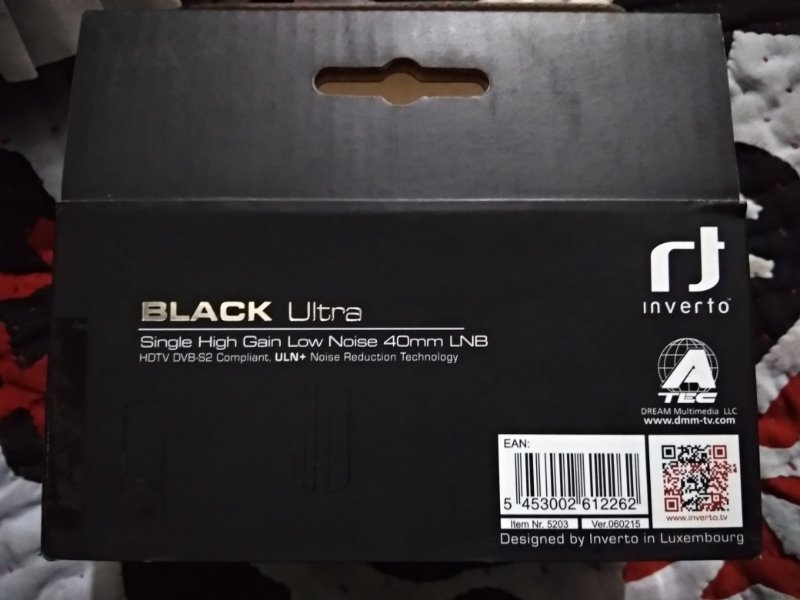 inverto™
BLACK Ultra
Single High Gain Low Noise 40mm LNB
HDTV DVB-S2 Compliant, ULN+ Noise Reduction Technology
A
TEC
DREAM Multimedia LLC
www.dmm-tv.com
EAN:
5 453002 612262
Item Nr. 5203
Ver.060215
www.inverto.tv
Designed by Inverto in Luxembourg